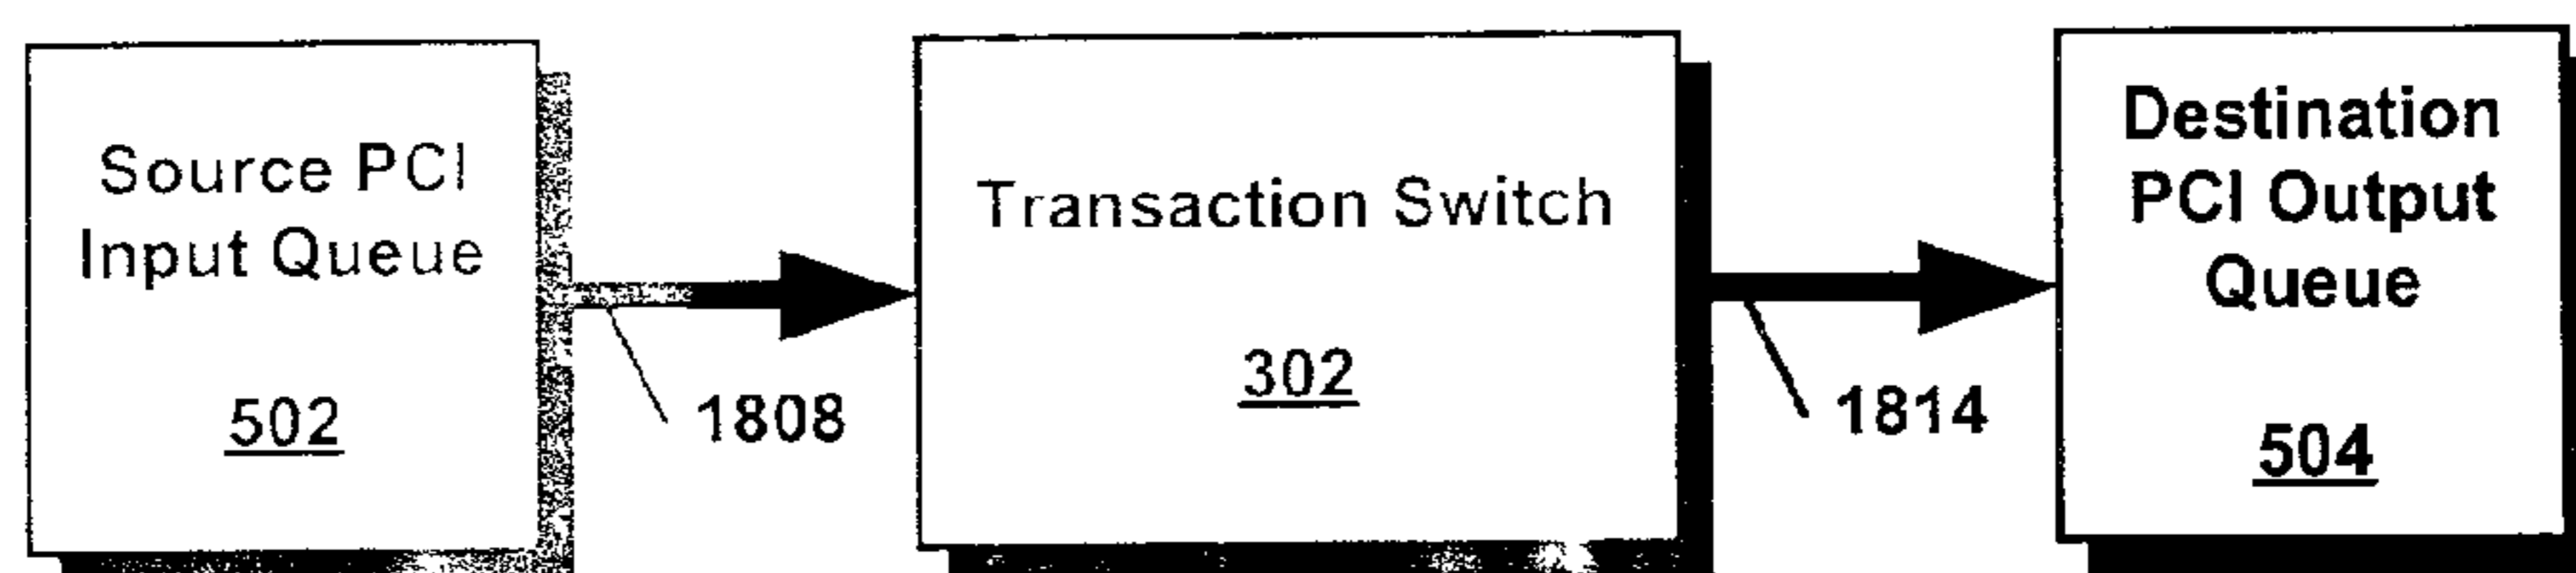 Source PCI
Input Queue
502
1808
Transaction Switch
302
1814
Destination
PCI Output
Queue
504